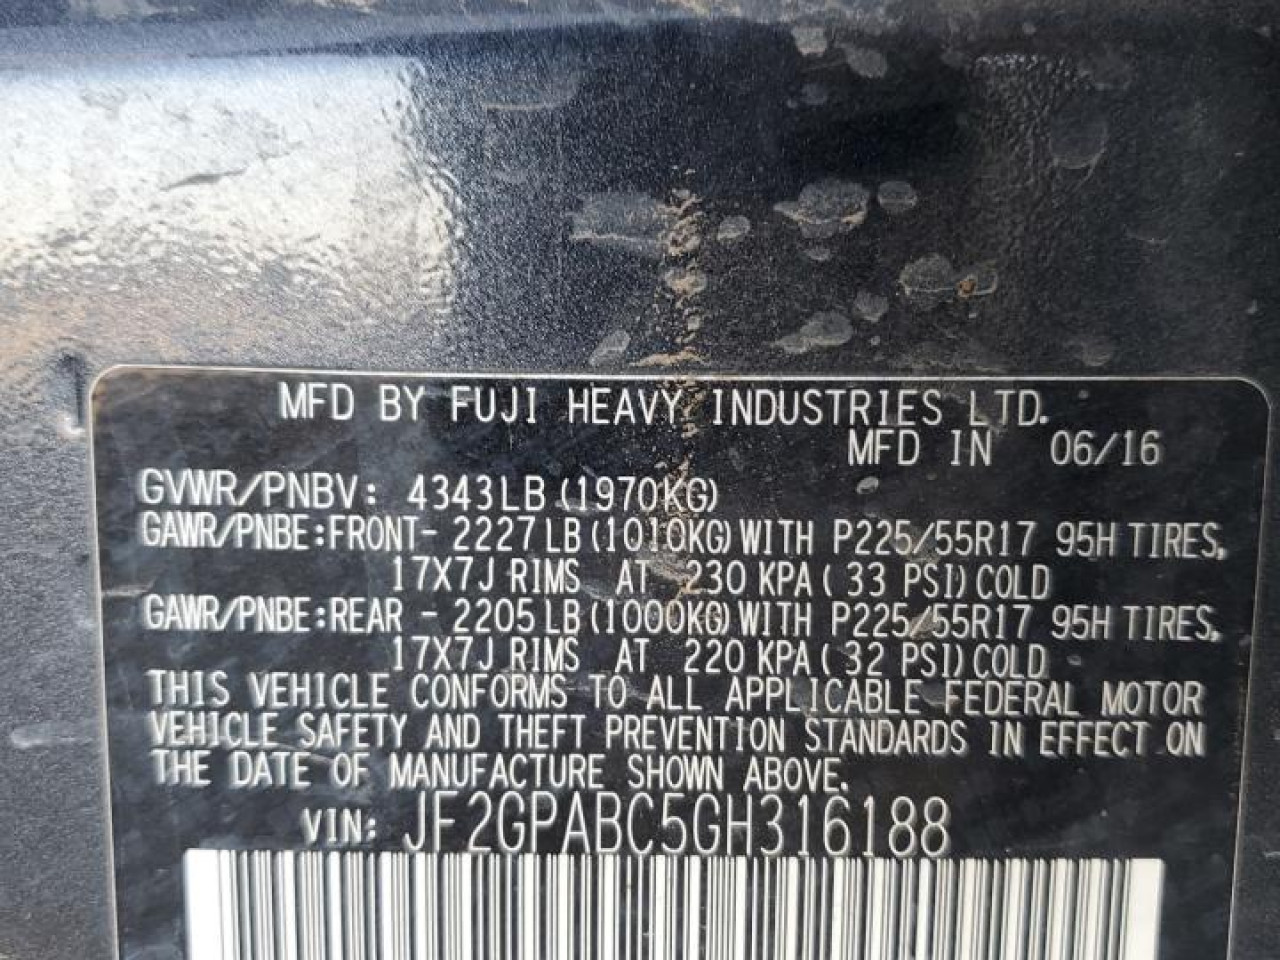 MFD BY FUJI HEAVY INDUSTRIES LTD.
MFD IN 06/16
GVWR/PNBV: 4343LB (1970KG)
GAWR/PNBE:FRONT- 2227LB (1010KG) WITH P225/55R17 95H TIRES,
17X7J RIMS AT 230 KPA ( 33 PSI) COLD
GAWR/PNBE:REAR - 2205LB (1000KG) WITH P225/55R17 95H TIRES,
17X7J RIMS AT 220 KPA ( 32 PSI) COLD
THIS VEHICLE CONFORMS TO ALL APPLICABLE FEDERAL MOTOR
VEHICLE SAFETY AND THEFT PREVENTION STANDARDS IN EFFECT ON
THE DATE OF MANUFACTURE SHOWN ABOVE.
VIN: JF2GPABC5GH316188